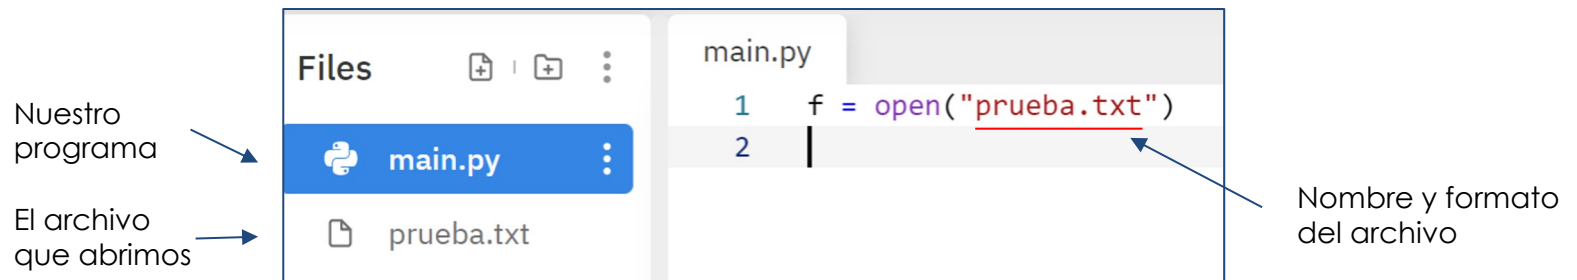 Nuestro
programa
El archivo
que abrimos
Files
main.py
prueba.txt
main.py
1 f = open("prueba.txt")
2
Nombre y formato
del archivo